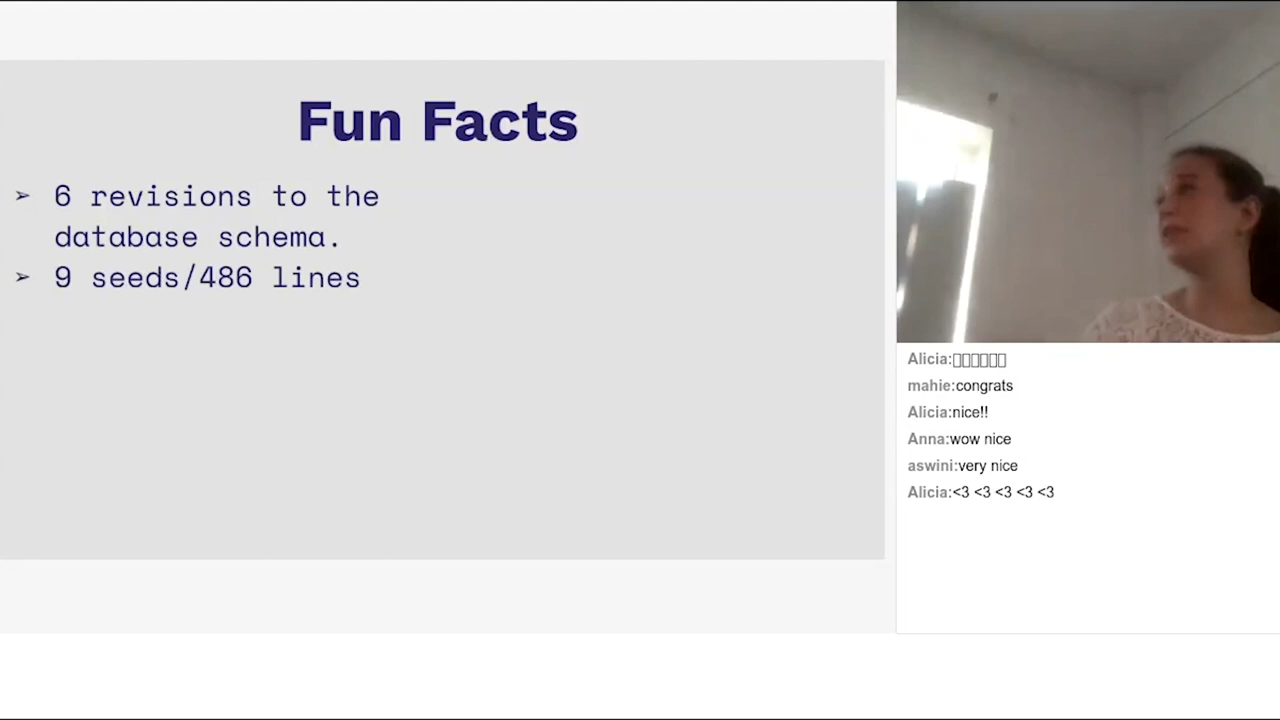 Fun Facts
➢ 6 revisions to the
database schema.
➢ 9 seeds/486 lines
Alicia:▯▯▯▯▯▯
mahie:congrats
Alicia:nice!!
Anna:wow nice
aswini:very nice
Alicia:<3 <3 <3 <3 <3